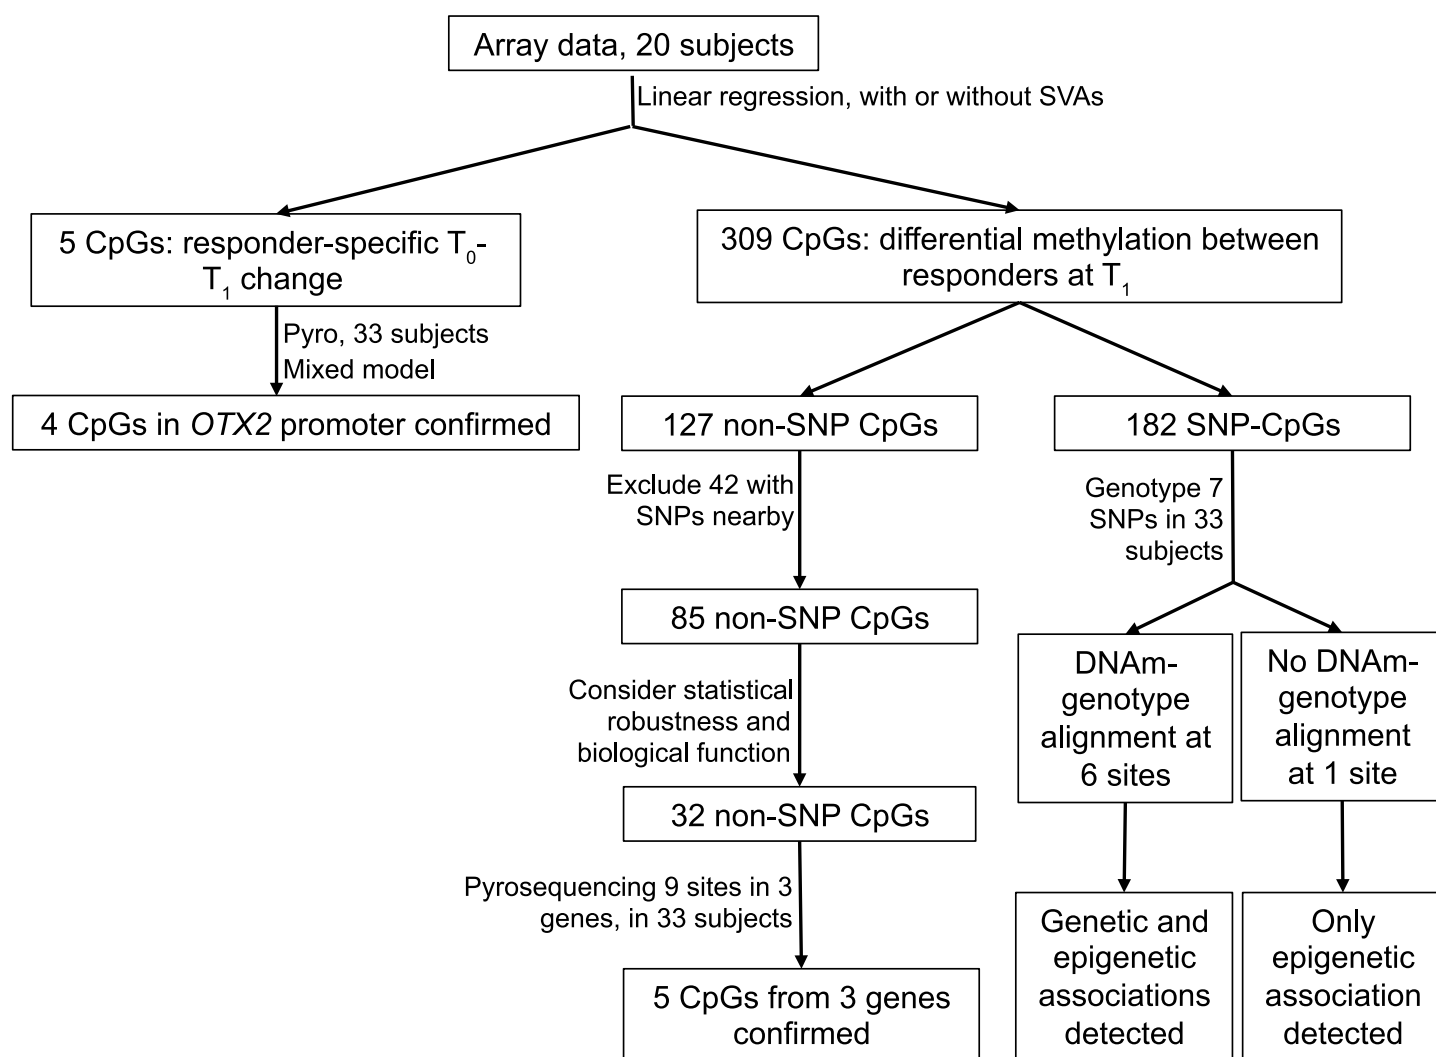 Array data, 20 subjects
Linear regression, with or without SVAs
5 CpGs: responder-specific T0-
T1 change
309 CpGs: differential methylation between
responders at T1
Pyro, 33 subjects
Mixed model
4 CpGs in OTX2 promoter confirmed
127 non-SNP CpGs
182 SNP-CpGs
Exclude 42 with
SNPs nearby
Genotype 7
SNPs in 33
subjects
85 non-SNP CpGs
DNAm-
genotype
alignment at
6 sites
No DNAm-
genotype
alignment
at 1 site
Consider statistical
robustness and
biological function
32 non-SNP CpGs
Pyrosequencing 9 sites in 3
genes, in 33 subjects
Genetic and
epigenetic
associations
detected
Only
epigenetic
association
detected
5 CpGs from 3 genes
confirmed